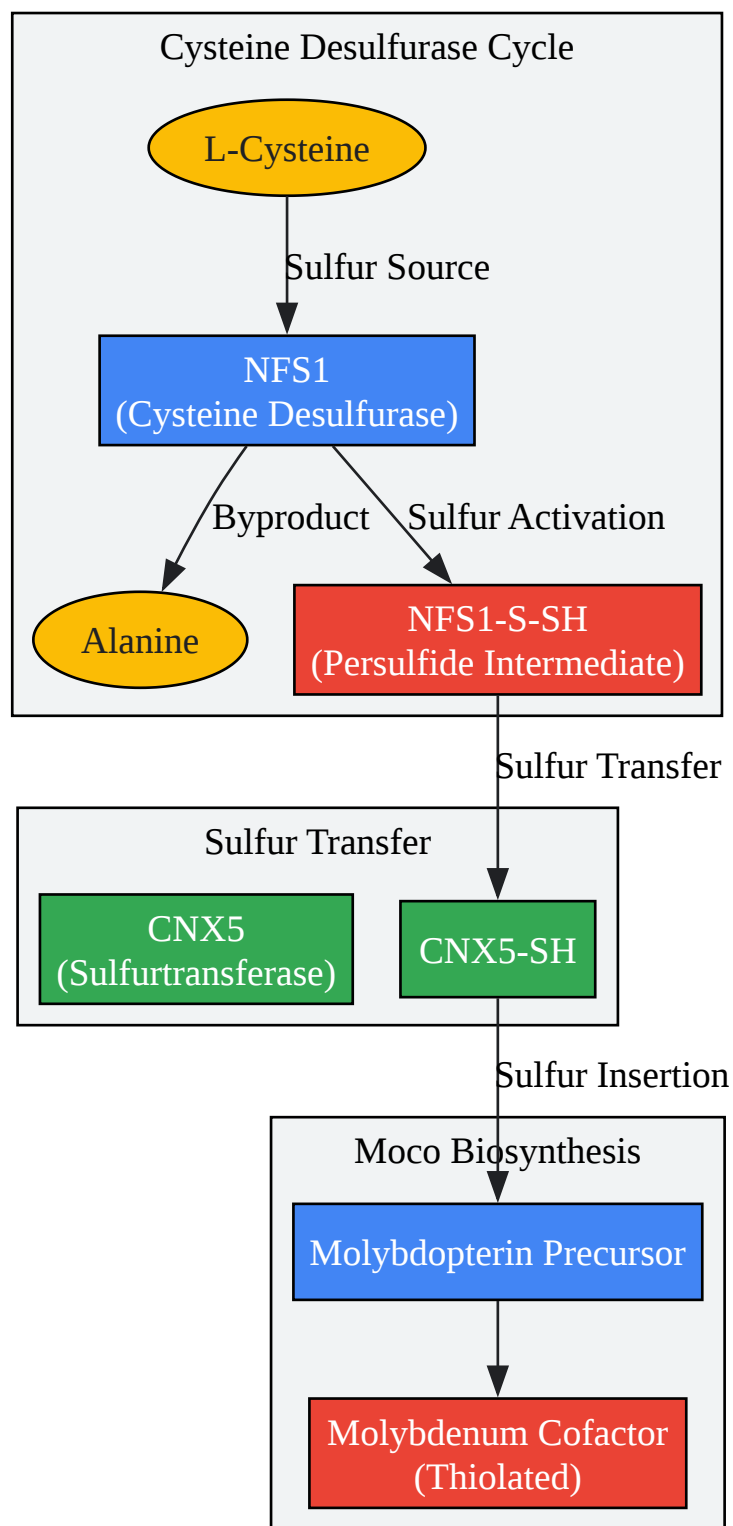 Cysteine Desulfurase Cycle
L-Cysteine
Sulfur Source
NFS1
(Cysteine Desulfurase)
Byproduct
Sulfur Activation
Alanine
NFS1-S-SH
(Persulfide Intermediate)
Sulfur Transfer
Sulfur Transfer
CNX5
(Sulfurtransferase)
CNX5-SH
Sulfur Insertion
Moco Biosynthesis
Molybdopterin Precursor
Molybdenum Cofactor
(Thiolated)